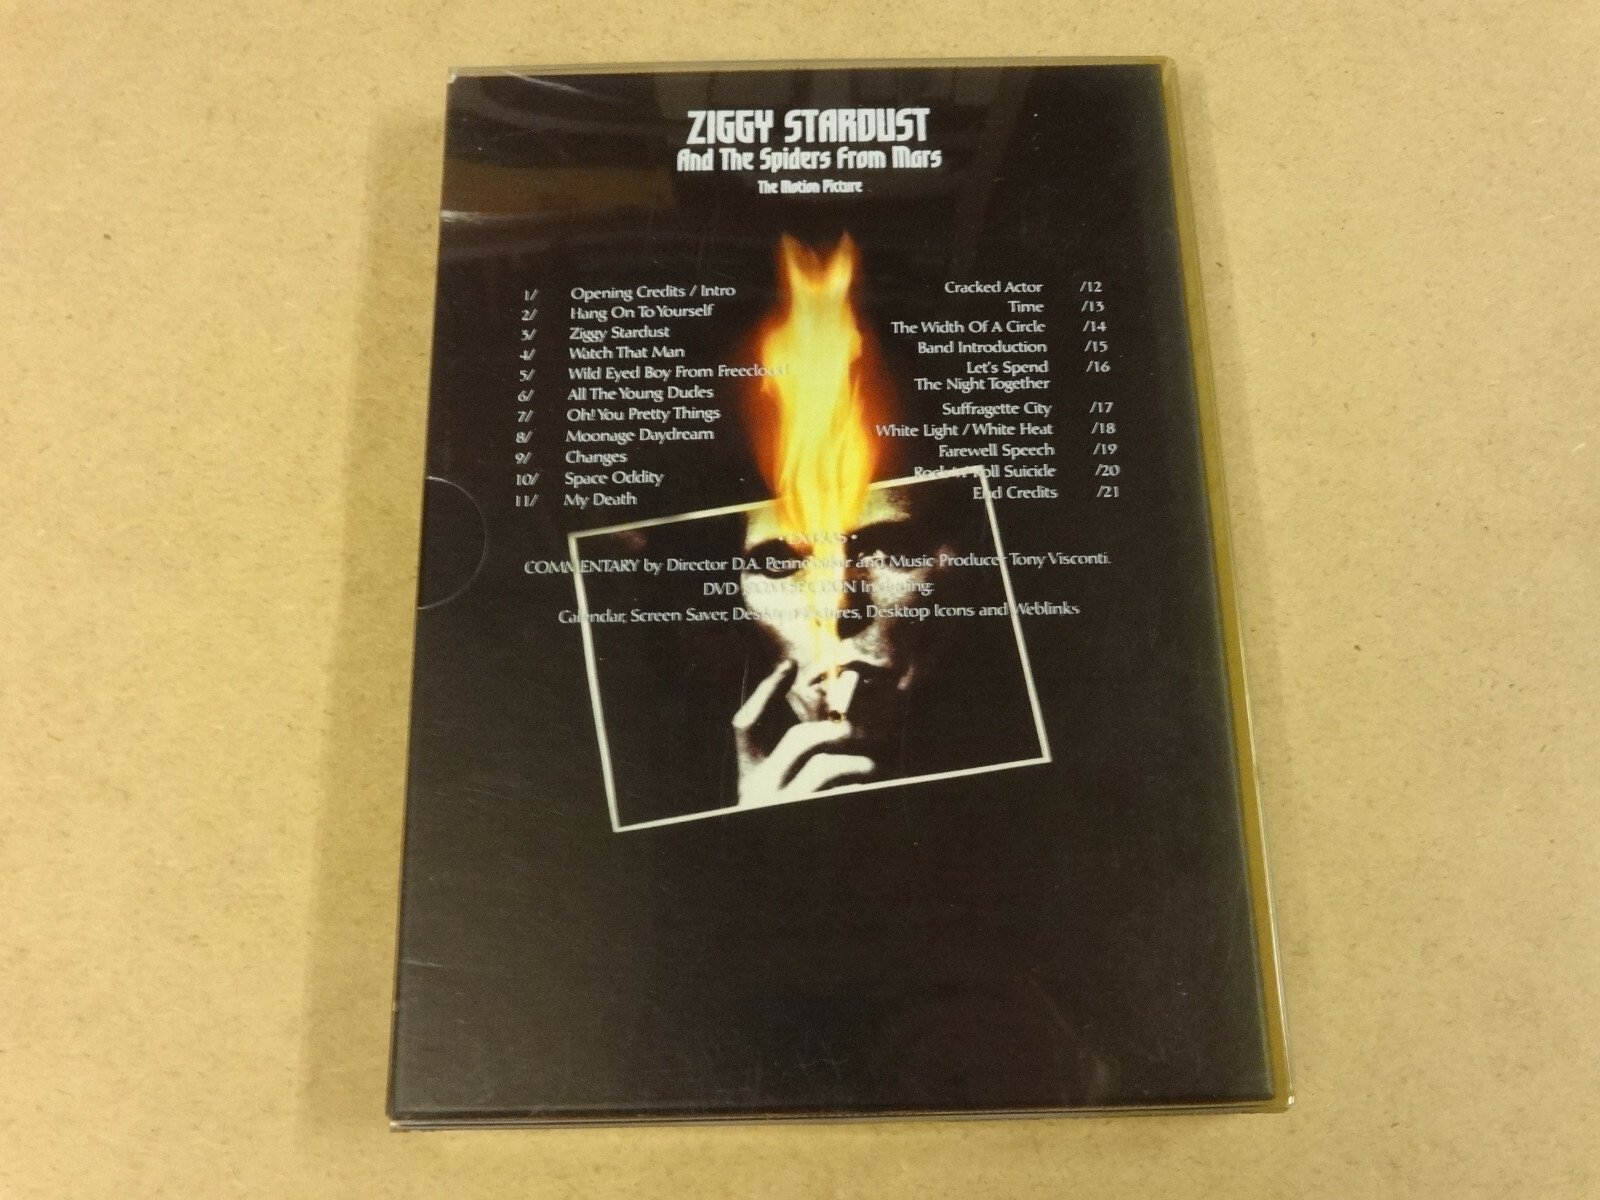 ZIGGY STARDUST
And The Spiders From Mars
The Motion Picture
1/ Opening Credits / Intro
2/ Hang On To Yourself
3/ Ziggy Stardust
4/ Watch That Man
5/ Wild Eyed Boy From Freecloud
6/ All The Young Dudes
7/ Oh! You Pretty Things
8/ Moonage Daydream
9/ Changes
10/ Space Oddity
11/ My Death
Cracked Actor /12
Time /13
The Width Of A Circle /14
Band Introduction /15
Let's Spend /16
The Night Together
Suffragette City /17
White Light / White Heat /18
Farewell Speech /19
Rock 'n' Roll Suicide /20
End Credits /21
• EXTRAS •
COMMENTARY by Director D.A. Pennebaker and Music Producer Tony Visconti.
DVD ROM SECTION Including:
Calendar, Screen Saver, Desktop Pictures, Desktop Icons and Weblinks